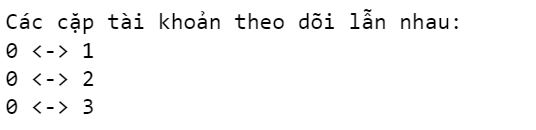 Các cặp tài khoản theo dõi lẫn nhau:
0 <-> 1
0 <-> 2
0 <-> 3